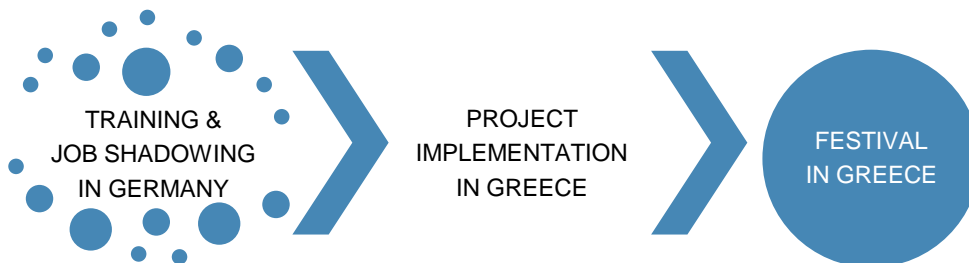 TRAINING &
JOB SHADOWING
IN GERMANY
PROJECT
IMPLEMENTATION
IN GREECE
FESTIVAL
IN GREECE